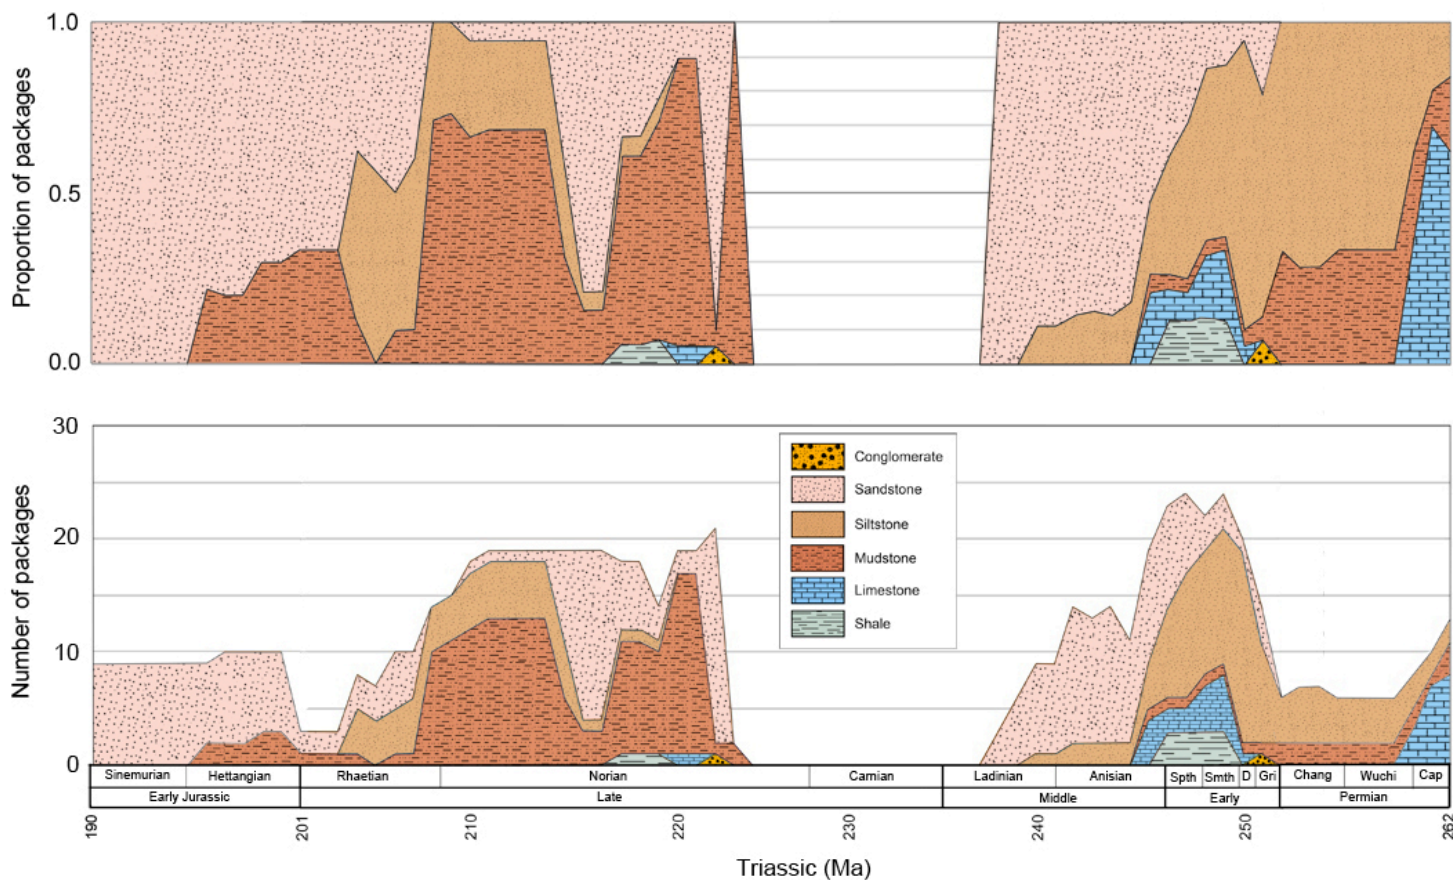 1.0
Proportion of packages
0.5
0.0
30
Number of packages
20
10
0
Conglomerate
Sandstone
Siltstone
Mudstone
Limestone
Shale
Sinemurian Hettangian Rhaetian Norian Carnian Ladinian Anisian Spth Smth D Gri Chang Wuchi Cap
Early Jurassic Late Middle Early Permian
190 201 210 220 230 240 250 262
Triassic (Ma)